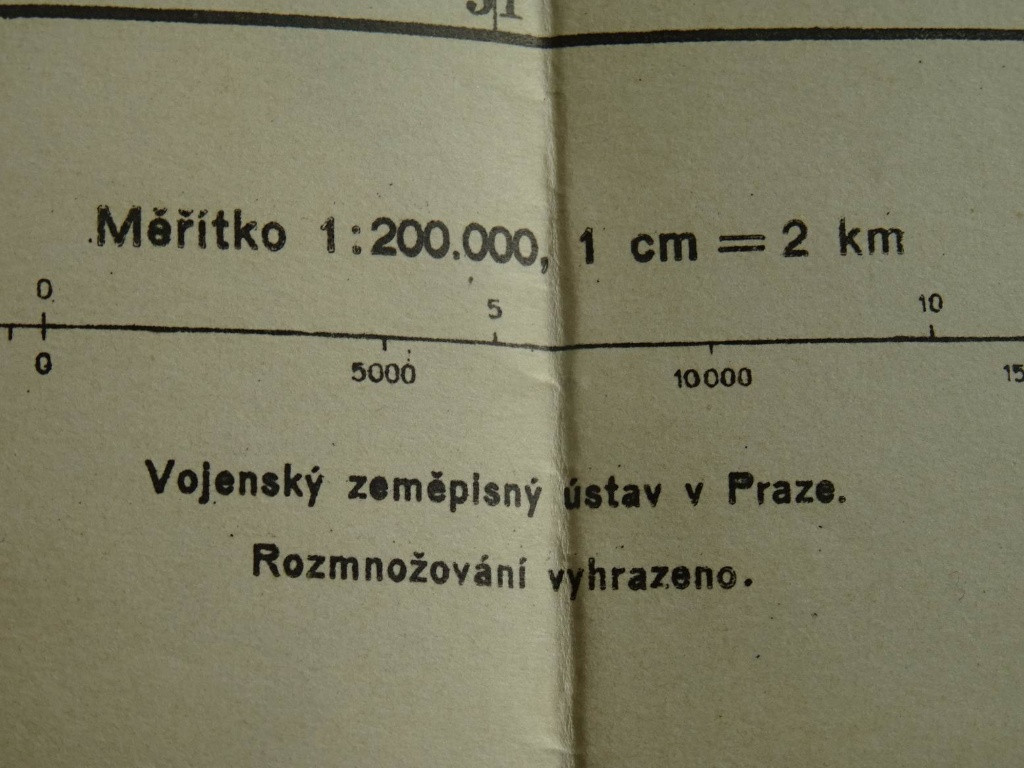 Měřítko 1:200.000, 1 cm = 2 km
0 5 10
0 5000 10000 15
Vojenský zeměpisný ústav v Praze.
Rozmnožování vyhrazeno.